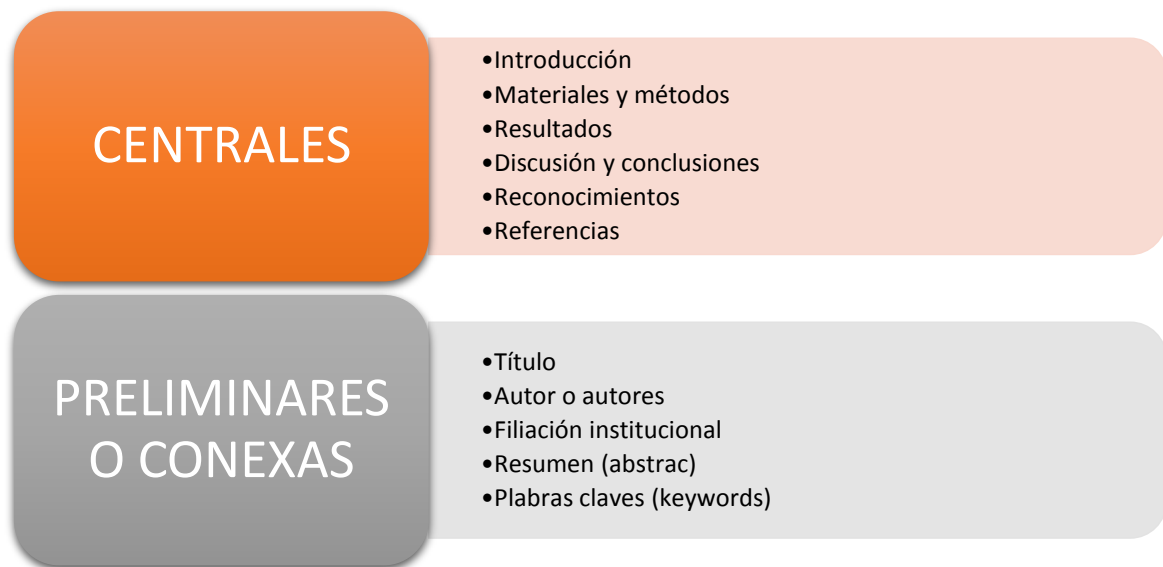 CENTRALES
•Introducción
•Materiales y métodos
•Resultados
•Discusión y conclusiones
•Reconocimientos
•Referencias
PRELIMINARES
O CONEXAS
•Título
•Autor o autores
•Filiación institucional
•Resumen (abstrac)
•Plabras claves (keywords)